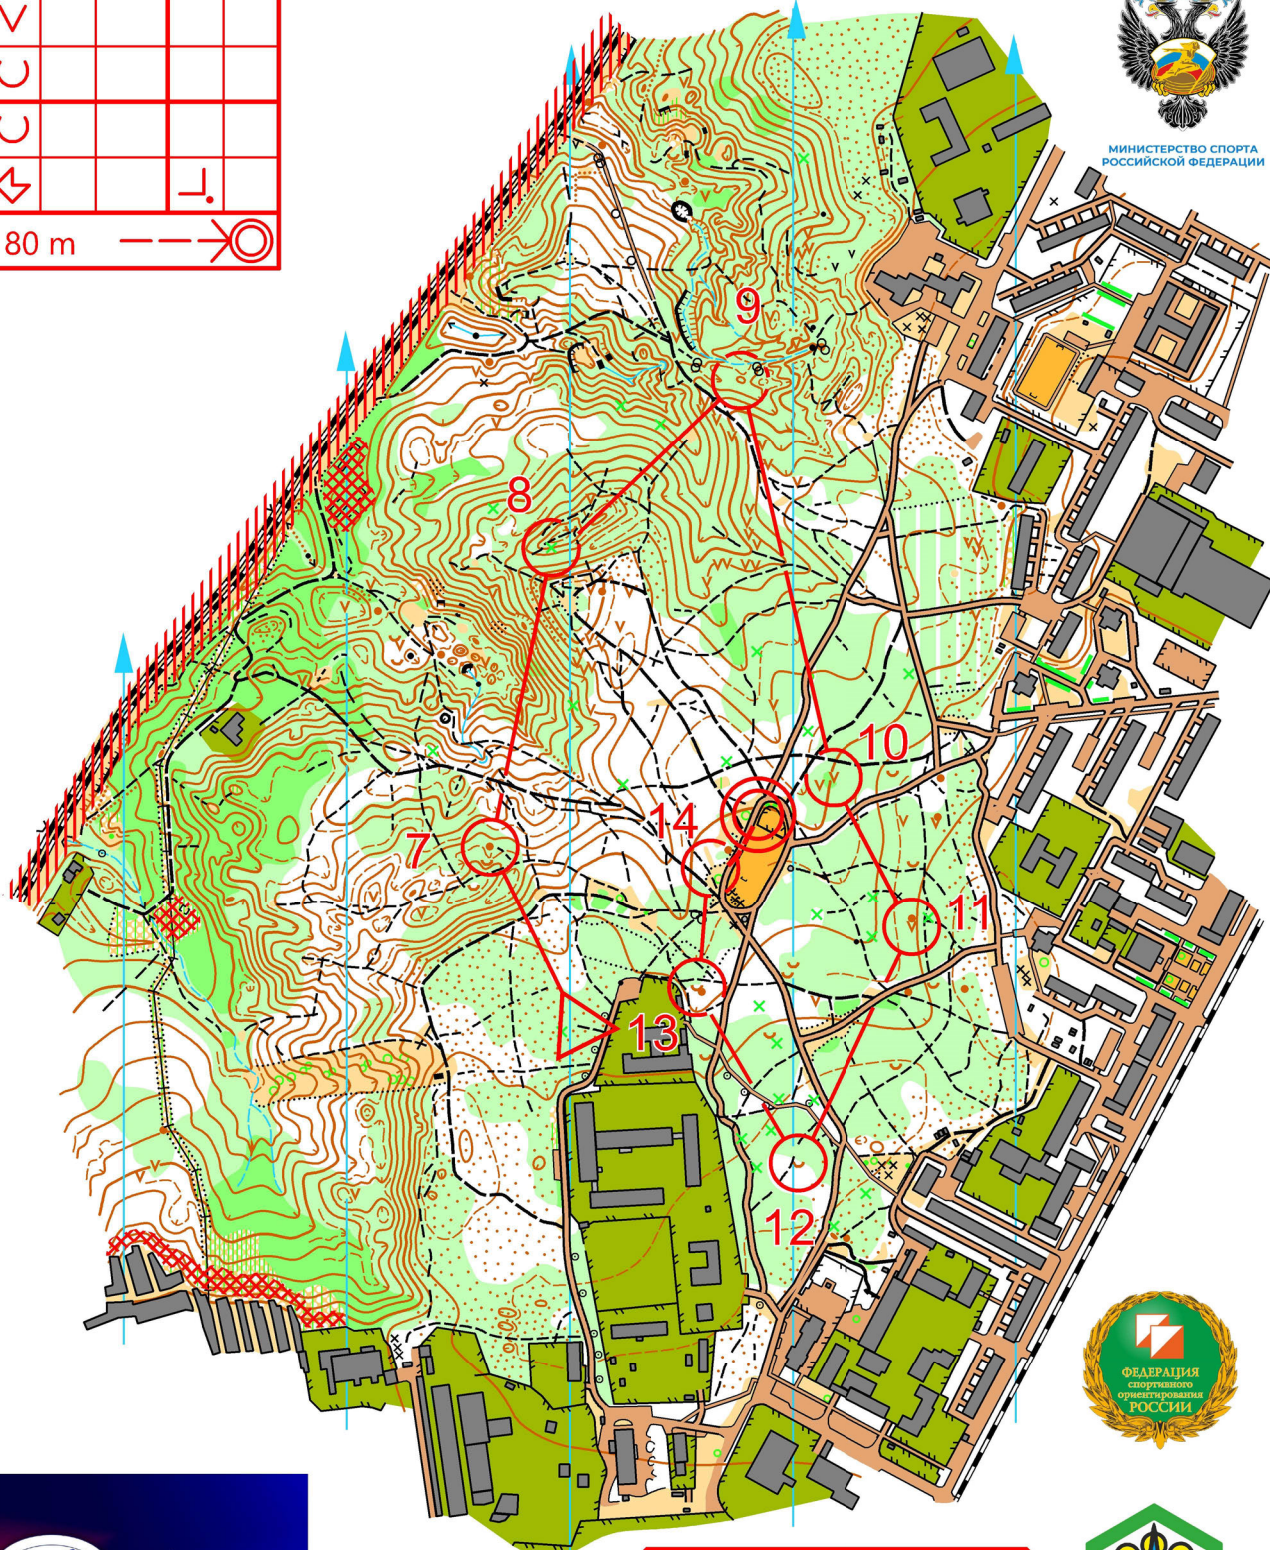 МИНИСТЕРСТВО СПОРТА
РОССИЙСКОЙ ФЕДЕРАЦИИ
80 m
9
8
10
14
7
11
13
12
ФЕДЕРАЦИЯ
спортивного
ориентирования
РОССИИ